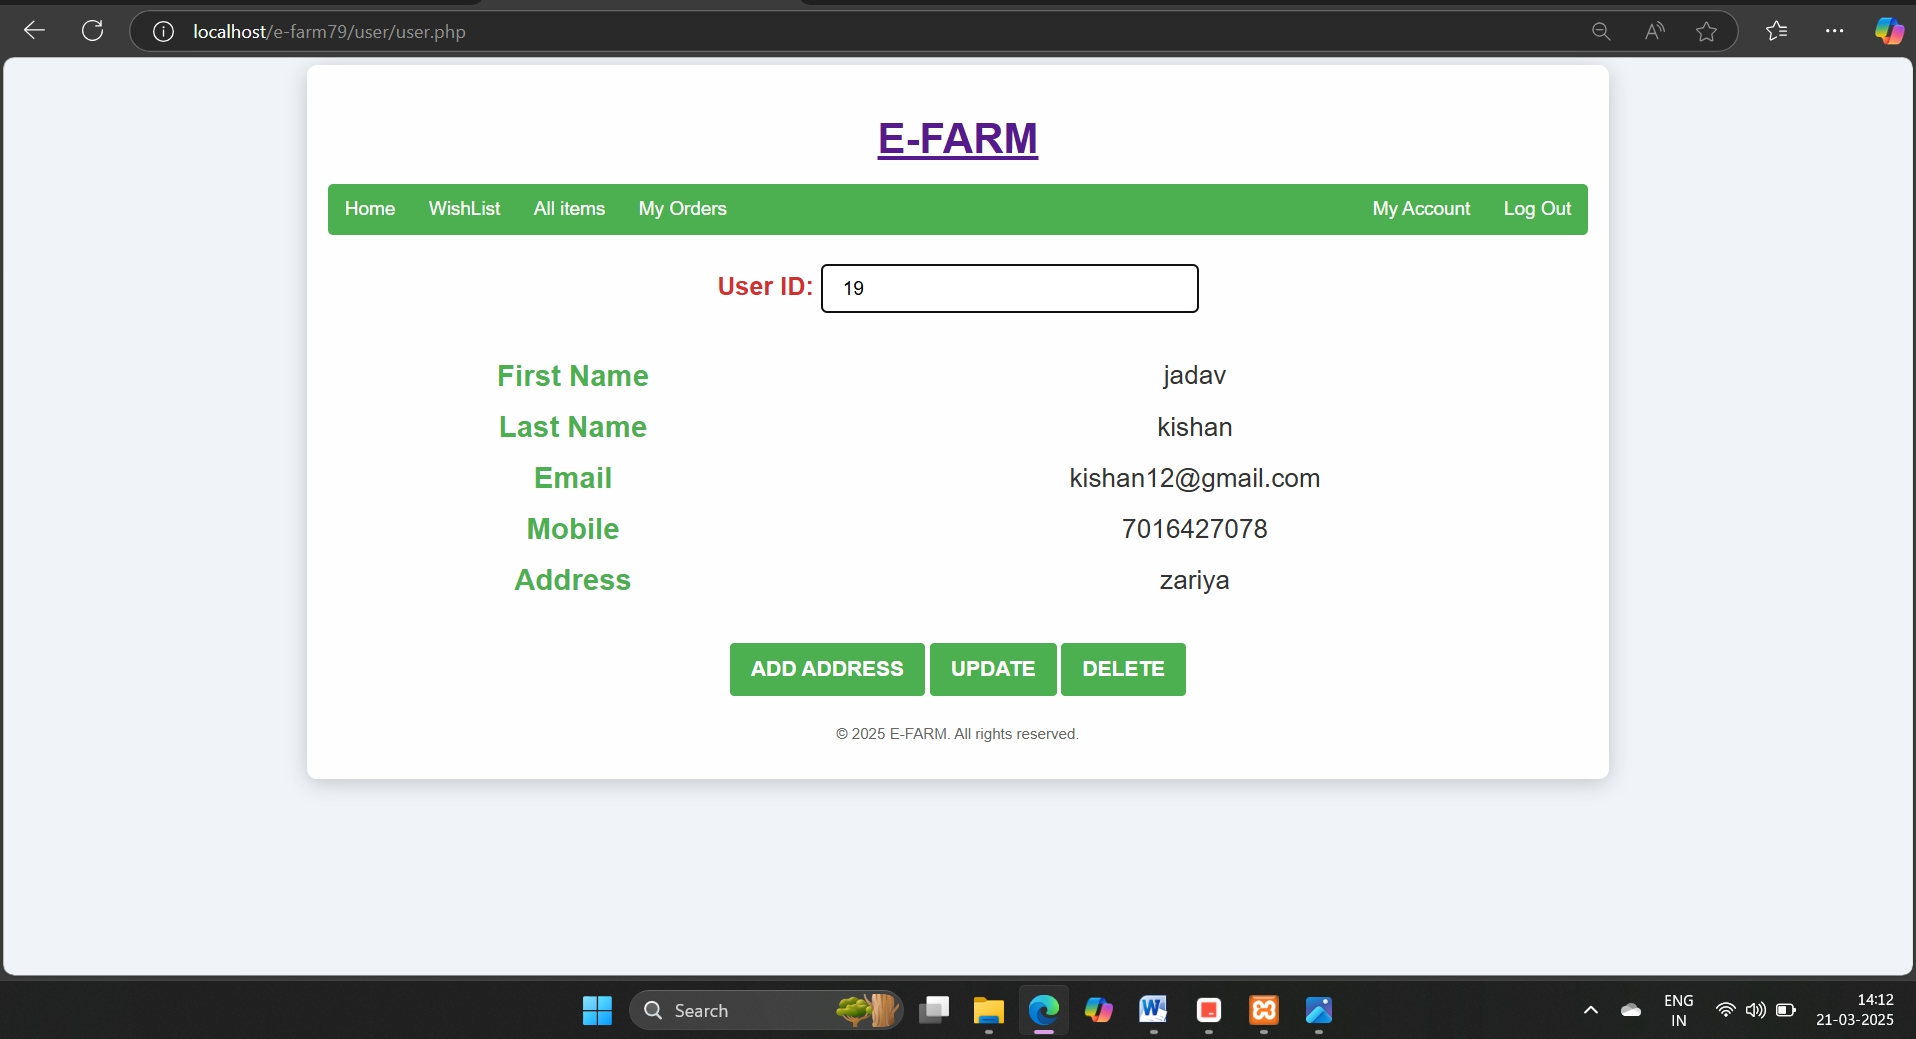 localhost/e-farm79/user/user.php
E-FARM
Home WishList All items My Orders My Account Log Out
User ID: 19
First Name jadav
Last Name kishan
Email kishan12@gmail.com
Mobile 7016427078
Address zariya
ADD ADDRESS UPDATE DELETE
© 2025 E-FARM. All rights reserved.
Search
ENG
IN
14:12
21-03-2025